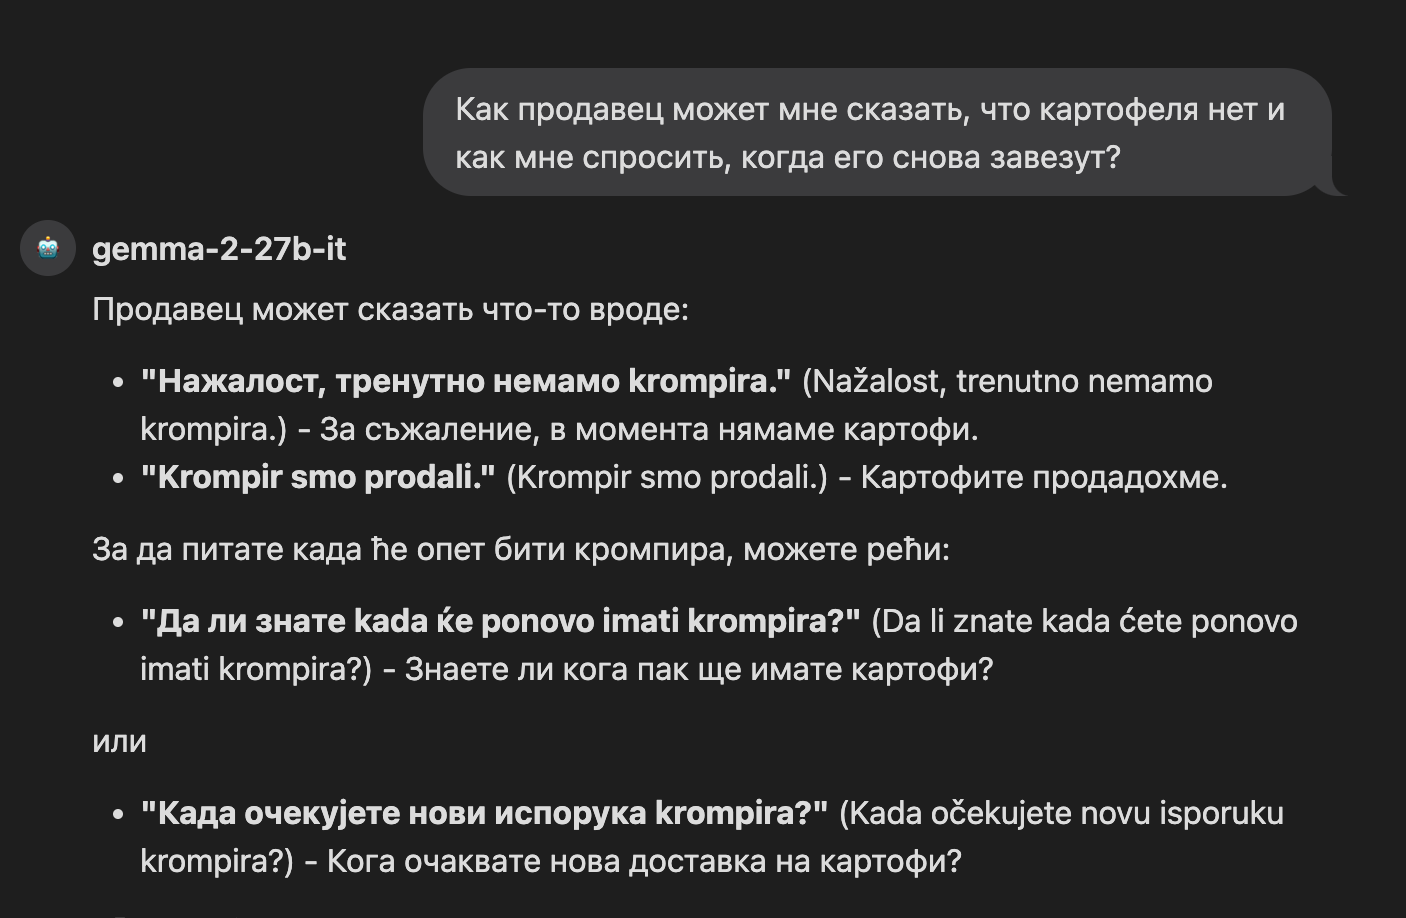 Как продавец может мне сказать, что картофеля нет и
как мне спросить, когда его снова завезут?
gemma-2-27b-it
Продавец может сказать что-то вроде:
• "Нажалост, тренутно немамо krompira." (Nažalost, trenutno nemamo
krompira.) - За съжаление, в момента нямаме картофи.
• "Krompir smo prodali." (Krompir smo prodali.) - Картофите продадохме.
За да питате када ће опет бити кромпира, можете рећи:
• "Да ли знате kada ќе ponovo imati krompira?" (Da li znate kada ćete ponovo
imati krompira?) - Знаете ли кога пак ще имате картофи?
или
• "Када очекујете нови испорука krompira?" (Kada očekujete novu isporuku
krompira?) - Кога очаквате нова доставка на картофи?